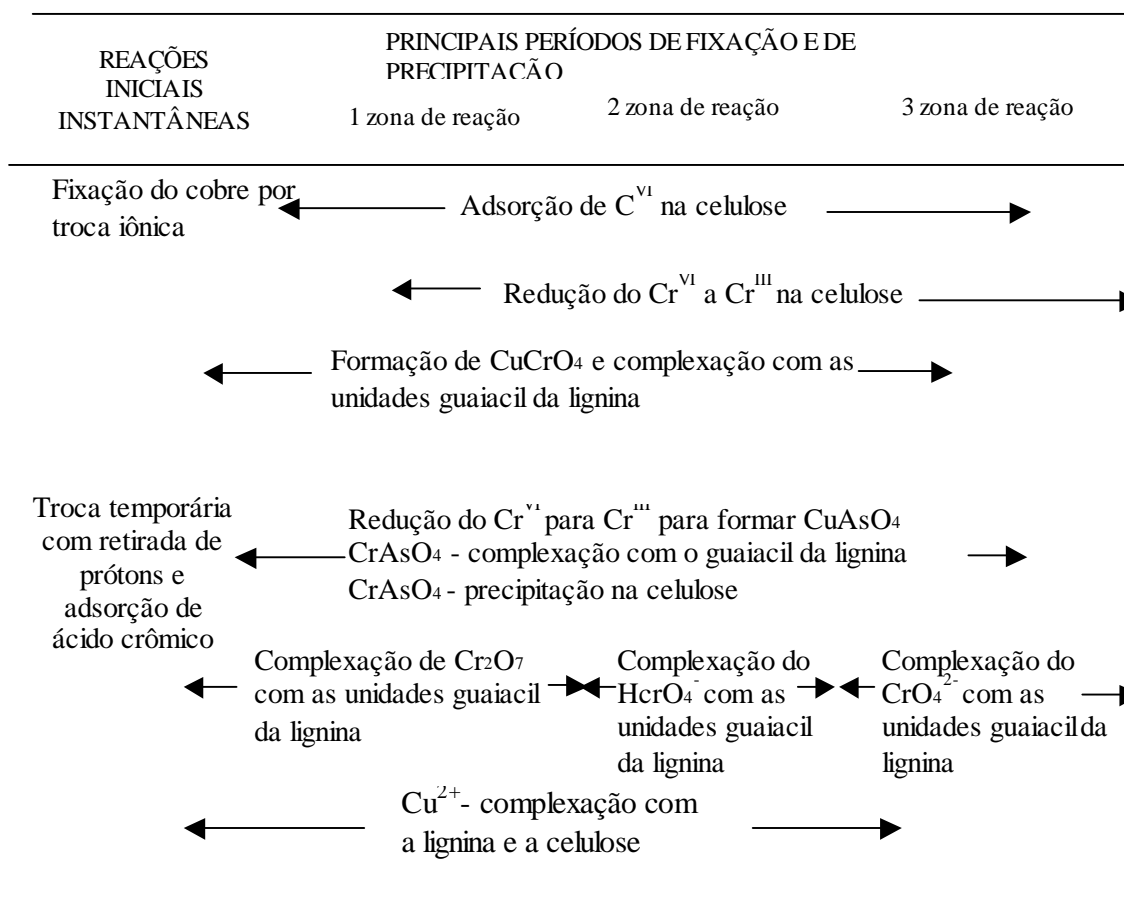 REAÇÕES
INICIAIS
INSTANTÂNEAS
PRINCIPAIS PERÍODOS DE FIXAÇÃO E DE
PRECIPITAÇÃO
1 zona de reação 2 zona de reação 3 zona de reação
Fixação do cobre por
troca iônica
Adsorção de C^VI na celulose
Redução do Cr^VI a Cr^III na celulose
Formação de CuCrO4 e complexação com as
unidades guaiacil da lignina
Troca temporária
com retirada de
prótons e
adsorção de
ácido crômico
Redução do Cr^VI para Cr^III para formar CuAsO4
CrAsO4 - complexação com o guaiacil da lignina
CrAsO4 - precipitação na celulose
Complexação de Cr2O7
com as unidades guaiacil
da lignina
Complexação do
HcrO4^- com as
unidades guaiacil
da lignina
Complexação do
CrO4^2- com as
unidades guaiacil da
lignina
Cu^2+- complexação com
a lignina e a celulose